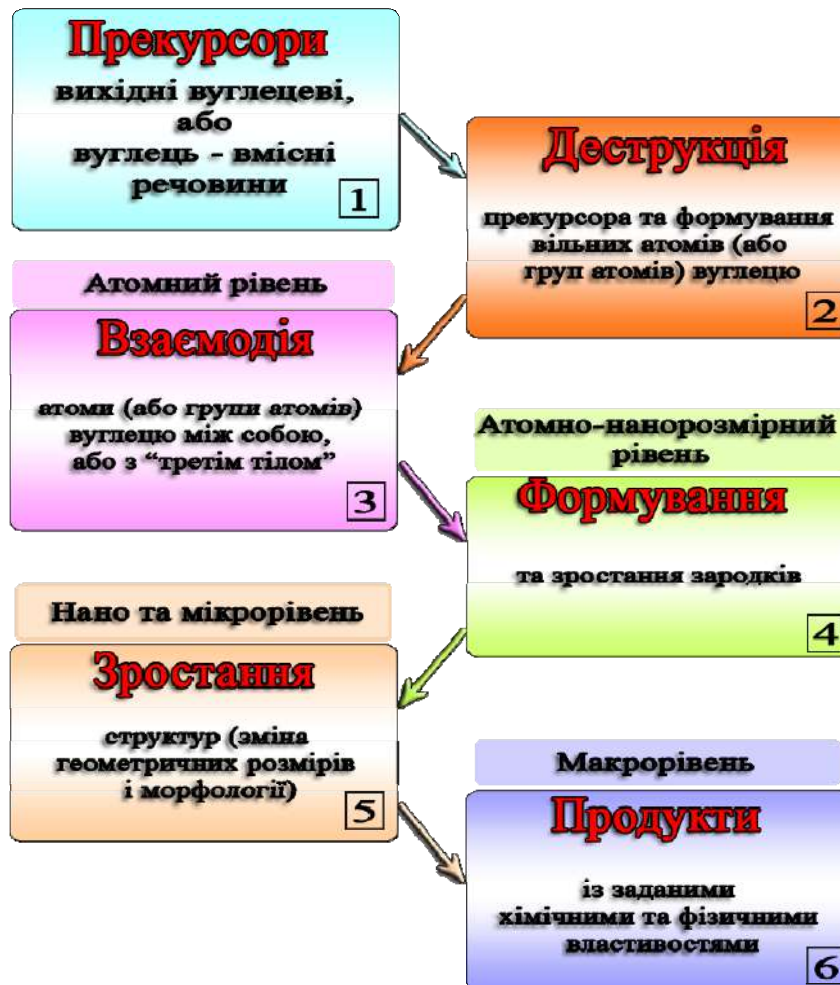 Прекурсори
вихідні вуглецеві,
або
вуглець - вмісні
речовини
1
Деструкція
прекурсора та формування
вільних атомів (або
груп атомів) вуглецю
2
Атомний рівень
Взаємодія
атоми (або групи атомів)
вуглецю між собою,
або з “третім тілом”
3
Атомно-нанорозмірний
рівень
Формування
та зростання зародків
4
Нано та мікрорівень
Зростання
структур (зміна
геометричних розмірів
і морфології)
5
Макрорівень
Продукти
із заданими
хімічними та фізичними
властивостями
6